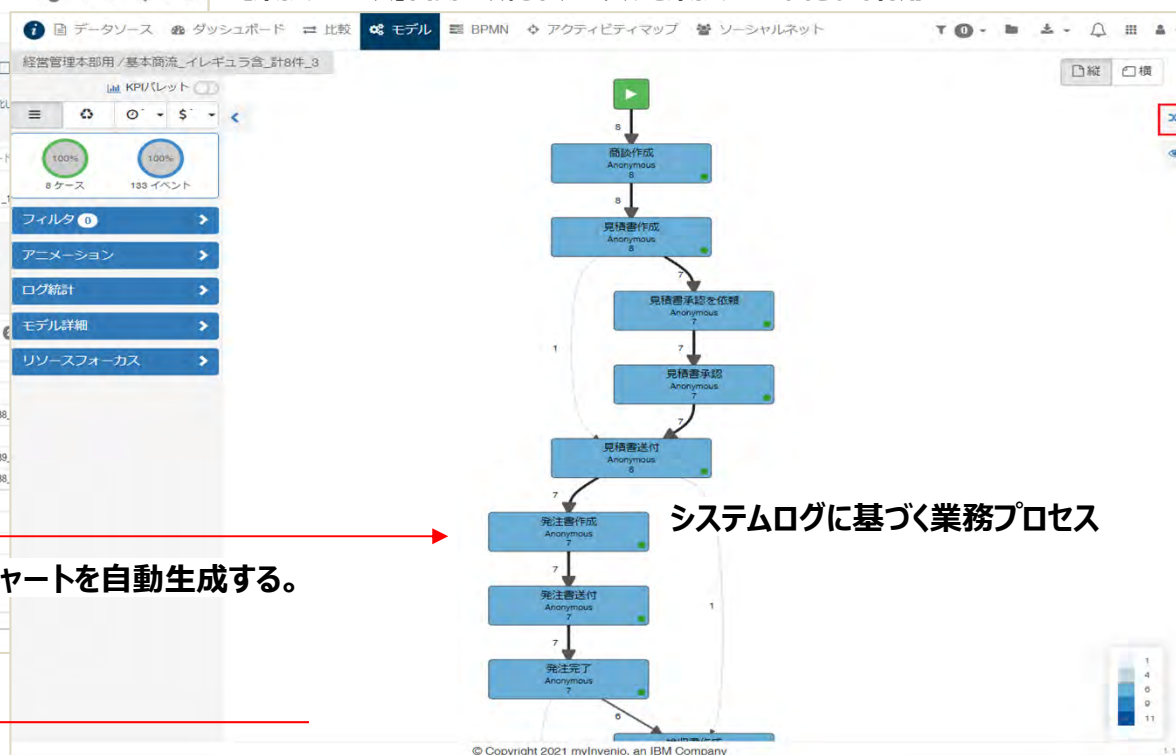 データソース ダッシュボード 比較 モデル BPMN アクティビティマップ ソーシャルネット 0
経営管理本部用 /基本商流_イレギュラ含_計8件_3
縦 横
KPIパレット
100% 100%
8 ケース 133 イベント
フィルタ 0
アニメーション
ログ統計
モデル詳細
リソースフォーカス
8
商談作成
Anonymous
8
8
見積書作成
Anonymous
8
7
見積書承認を依頼
Anonymous
7
1
7
見積書承認
Anonymous
7
7
見積書送付
Anonymous
8
7
発注書作成
Anonymous
7
システムログに基づく業務プロセス
7
ャートを自動生成する。
発注書送付
Anonymous
7
1
7
発注完了
Anonymous
7
6
1
4
6
9
11
© Copyright 2021 myInvenio, an IBM Company